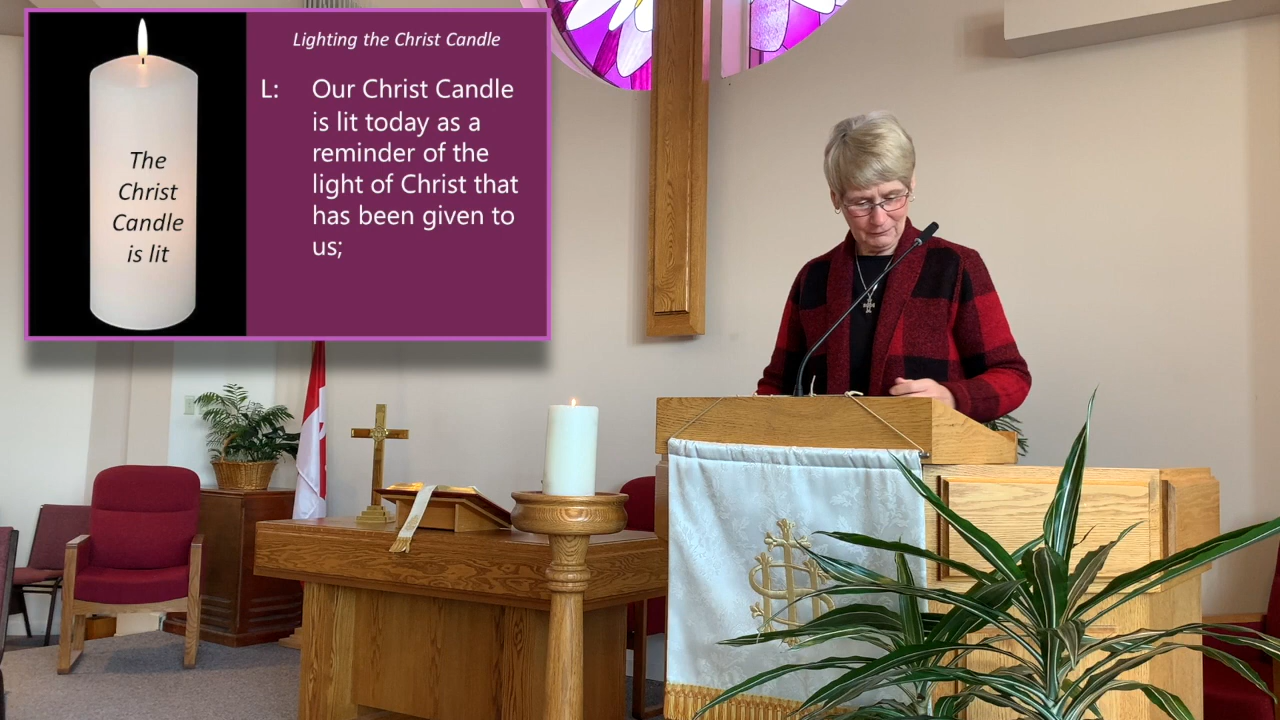 The
Christ
Candle
is lit
Lighting the Christ Candle
L: Our Christ Candle
is lit today as a
reminder of the
light of Christ that
has been given to
us;
IHS